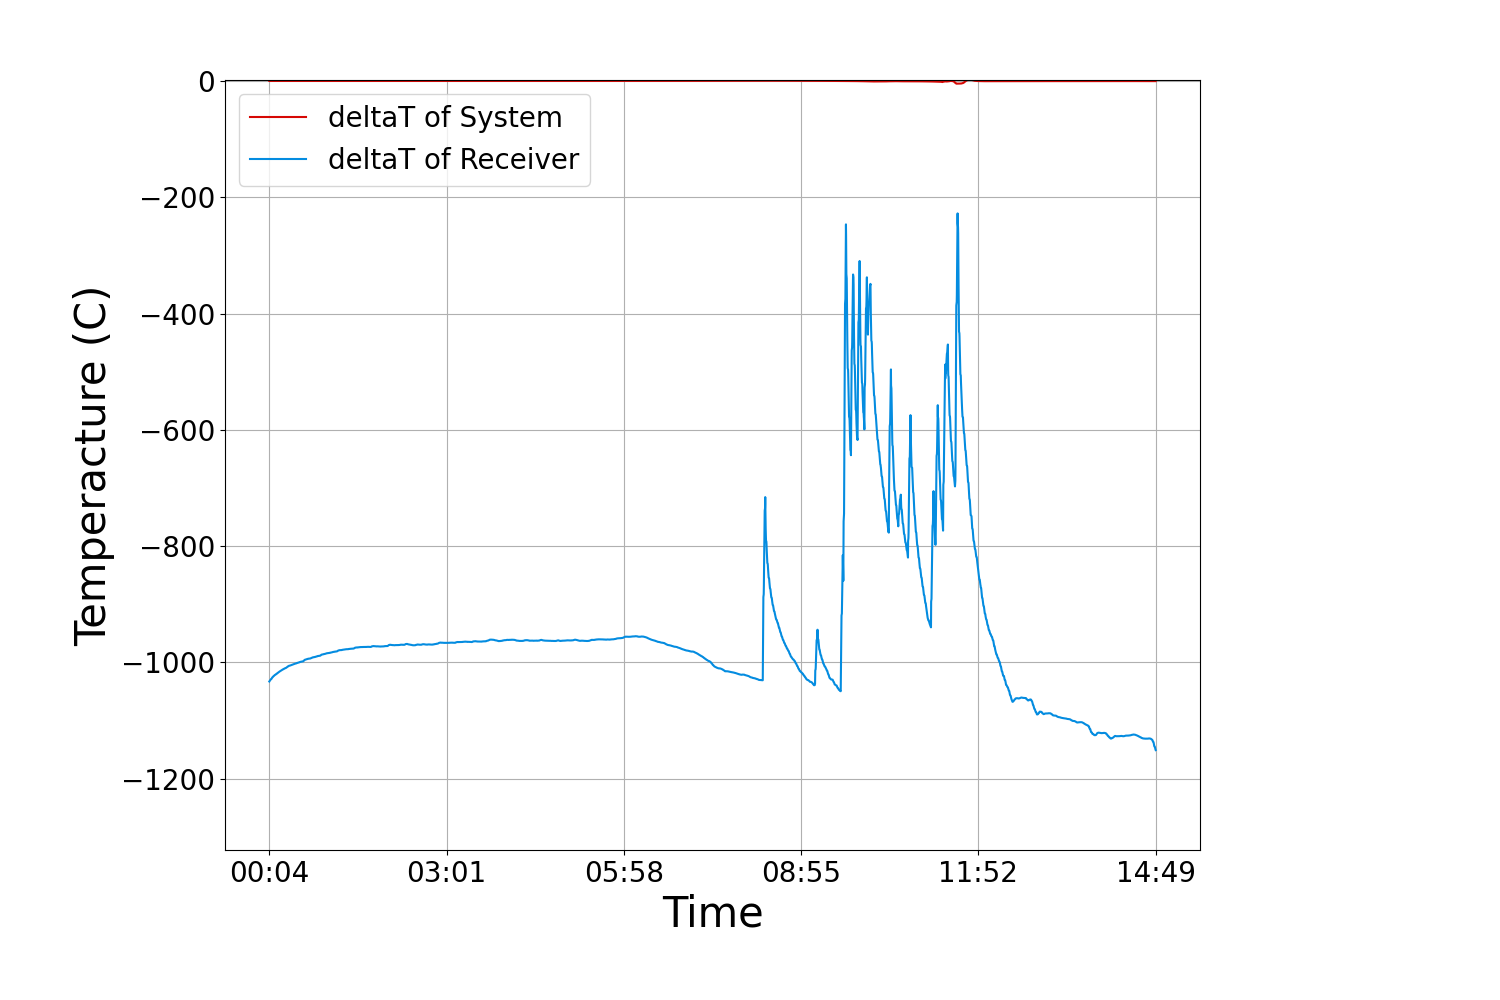 0
deltaT of System
deltaT of Receiver
−200
−400
−600
−800
−1000
−1200
Temperacture (C)
00:04 03:01 05:58 08:55 11:52 14:49
Time